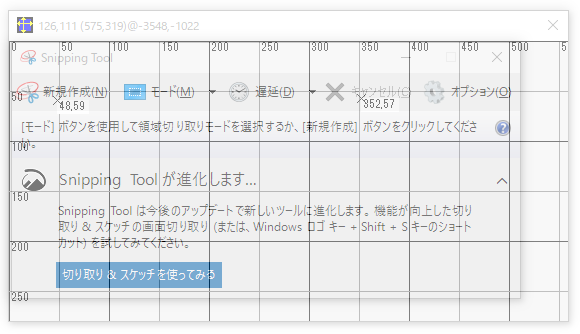 126,111 (575,319)@-3548,-1022
0 50 100 150 200 250 300 350 400 450 500 5
Snipping Tool
50
新規作成(N) モード(M) 遅延(D) キャンセル(C) オプション(O)
48,59 352,57
[モード] ボタンを使用して領域切り取りモードを選択するか、[新規作成] ボタンをクリックしてくださ
い。
100
150
Snipping Tool が進化します...
Snipping Tool は今後のアップデートで新しいツールに進化します。機能が向上した切り
取り & スケッチの画面切り取り (または、Windows ロゴ キー + Shift + S キーのショート
カット) を試してみてください。
200
切り取り & スケッチを使ってみる
250